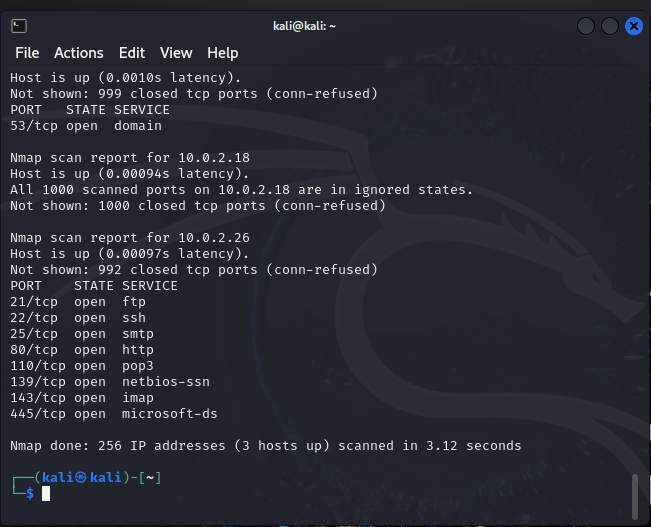 kali@kali: ~
File Actions Edit View Help
Host is up (0.0010s latency).
Not shown: 999 closed tcp ports (conn-refused)
PORT   STATE SERVICE
53/tcp open  domain
Nmap scan report for 10.0.2.18
Host is up (0.00094s latency).
All 1000 scanned ports on 10.0.2.18 are in ignored states.
Not shown: 1000 closed tcp ports (conn-refused)
Nmap scan report for 10.0.2.26
Host is up (0.00097s latency).
Not shown: 992 closed tcp ports (conn-refused)
PORT    STATE SERVICE
21/tcp  open  ftp
22/tcp  open  ssh
25/tcp  open  smtp
80/tcp  open  http
110/tcp open  pop3
139/tcp open  netbios-ssn
143/tcp open  imap
445/tcp open  microsoft-ds
Nmap done: 256 IP addresses (3 hosts up) scanned in 3.12 seconds
┌──(kali㉿kali)-[~]
└─$